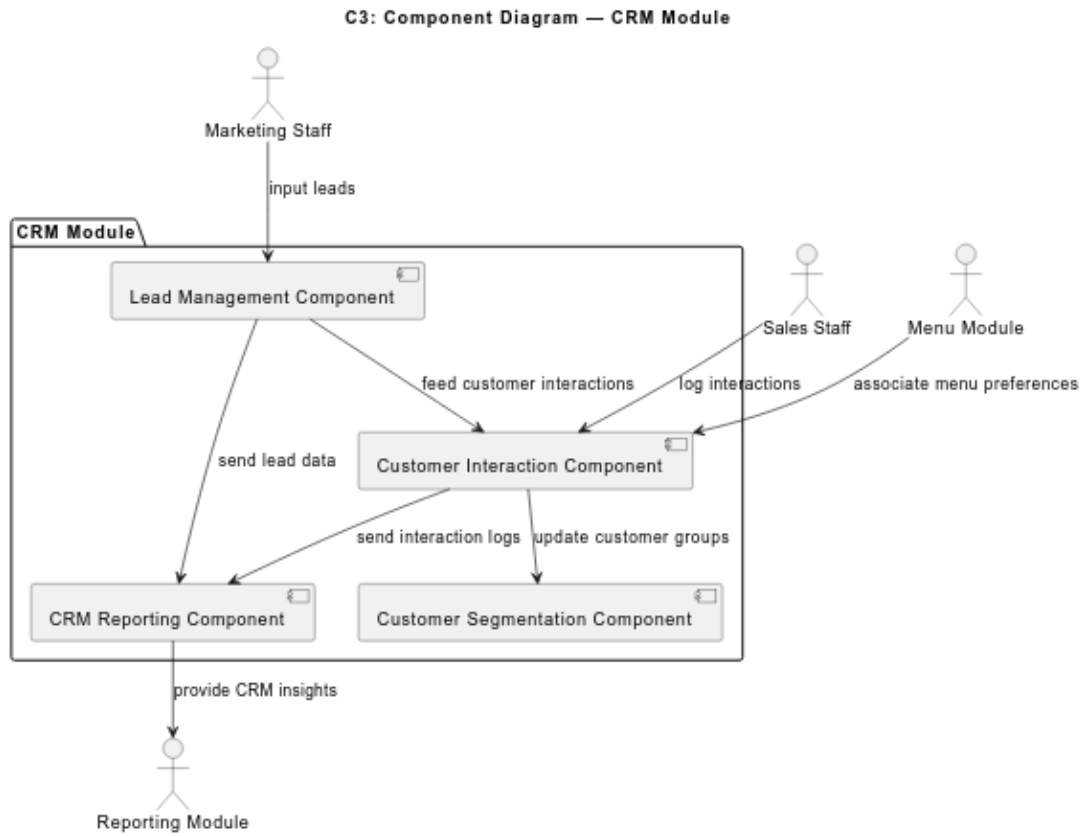 C3: Component Diagram — CRM Module
Marketing Staff
input leads
CRM Module
Lead Management Component
Sales Staff
Menu Module
feed customer interactions
log interactions
associate menu preferences
send lead data
Customer Interaction Component
send interaction logs
update customer groups
CRM Reporting Component
Customer Segmentation Component
provide CRM insights
Reporting Module